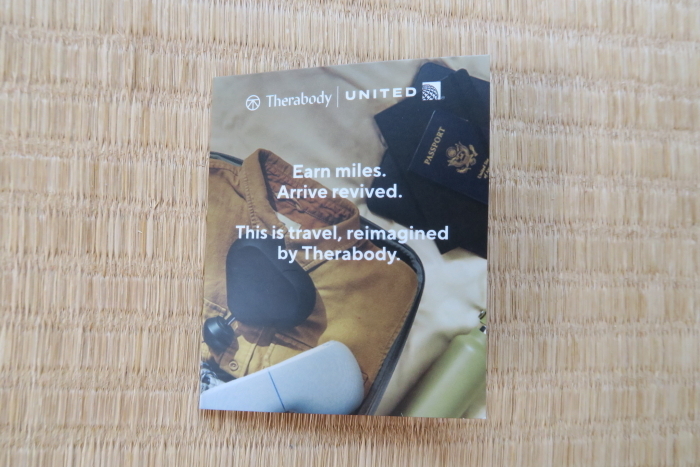 Therabody | UNITED
Earn miles.
Arrive revived.
This is travel, reimagined
by Therabody.
PASSPORT